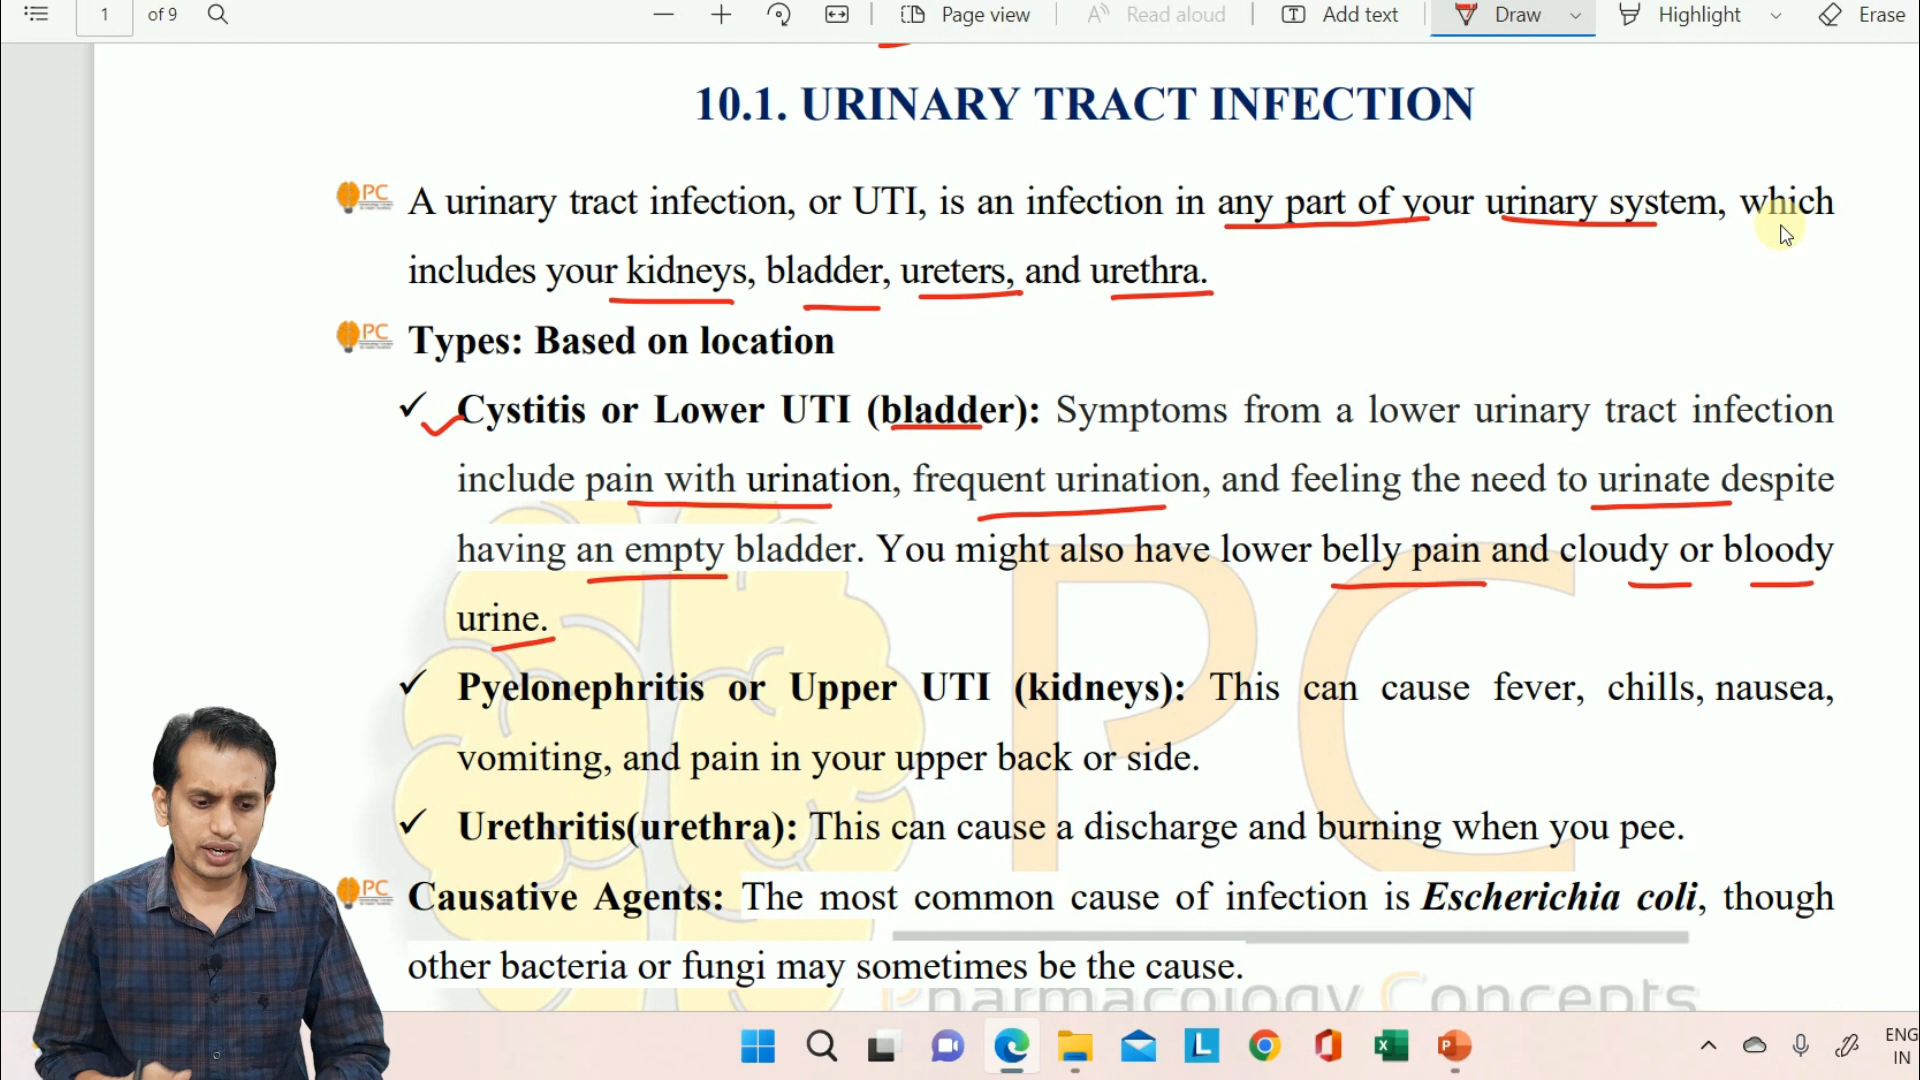 1 of 9 Page view Read aloud Add text Draw Highlight Erase
10.1. URINARY TRACT INFECTION
PC A urinary tract infection, or UTI, is an infection in any part of your urinary system, which
includes your kidneys, bladder, ureters, and urethra.
PC Types: Based on location
✓ Cystitis or Lower UTI (bladder): Symptoms from a lower urinary tract infection
include pain with urination, frequent urination, and feeling the need to urinate despite
having an empty bladder. You might also have lower belly pain and cloudy or bloody
urine.
✓ Pyelonephritis or Upper UTI (kidneys): This can cause fever, chills, nausea,
vomiting, and pain in your upper back or side.
✓ Urethritis(urethra): This can cause a discharge and burning when you pee.
PC Causative Agents: The most common cause of infection is Escherichia coli, though
other bacteria or fungi may sometimes be the cause.
PC
Pharmacology Concepts
L X P ENG
IN